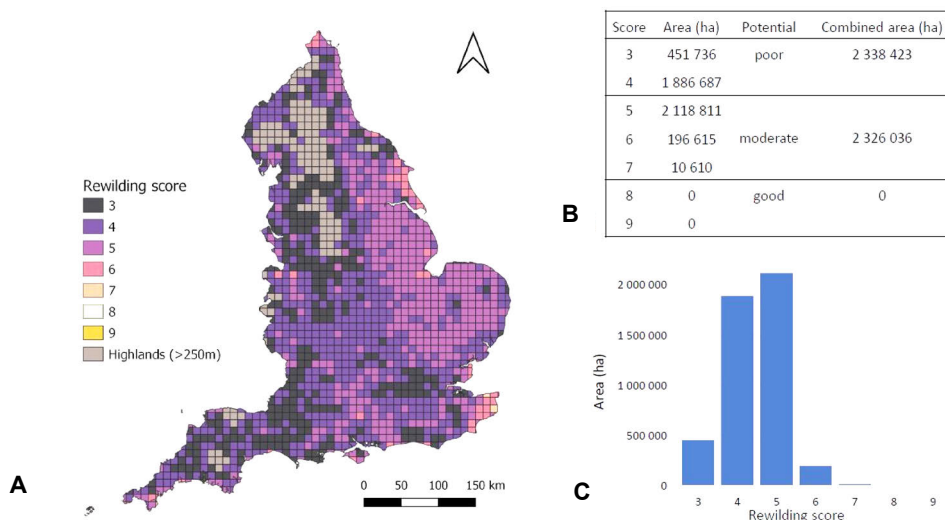 A
Rewilding score
3
4
5
6
7
8
9
Highlands (>250m)
0 50 100 150 km
B
Score Area (ha) Potential Combined area (ha)
3 451 736 poor 2 338 423
4 1 886 687
5 2 118 811
6 196 615 moderate 2 326 036
7 10 610
8 0 good 0
9 0
C
Area (ha)
2 000 000
1 500 000
1 000 000
500 000
0
3 4 5 6 7 8 9
Rewilding score